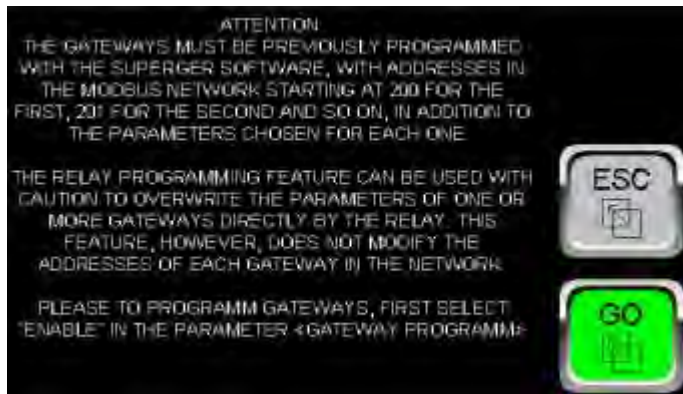 ATTENTION
THE GATEWAYS MUST BE PREVIOUSLY PROGRAMMED
WITH THE SUPERGER SOFTWARE, WITH ADDRESSES IN
THE MODBUS NETWORK STARTING AT 200 FOR THE
FIRST, 201 FOR THE SECOND AND SO ON, IN ADDITION TO
THE PARAMETERS CHOSEN FOR EACH ONE
THE RELAY PROGRAMMING FEATURE CAN BE USED WITH
CAUTION TO OVERWRITE THE PARAMETERS OF ONE OR
MORE GATEWAYS DIRECTLY BY THE RELAY. THIS
FEATURE, HOWEVER, DOES NOT MODIFY THE
ADDRESSES OF EACH GATEWAY IN THE NETWORK.
PLEASE TO PROGRAMM GATEWAYS, FIRST SELECT
"ENABLE" IN THE PARAMETER <GATEWAY PROGRAMM>
ESC
GO